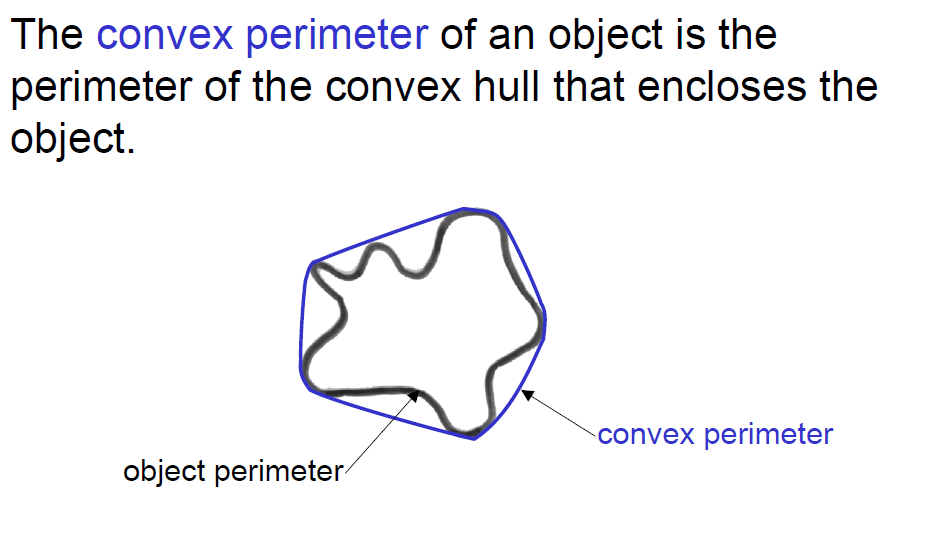 The convex perimeter of an object is the
perimeter of the convex hull that encloses the
object.
convex perimeter
object perimeter